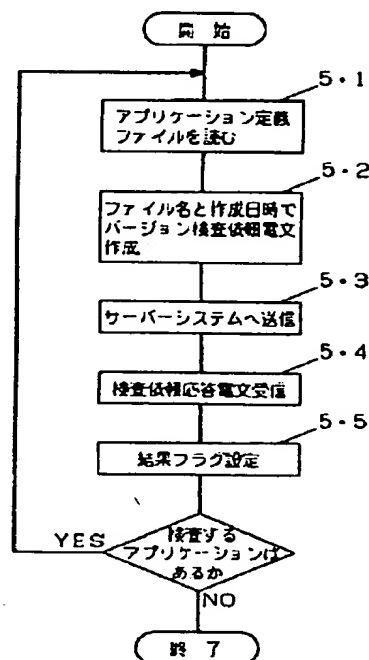 開始
5・1
アプリケーション定義
ファイルを読む
5・2
ファイル名と作成日時で
バージョン検査依頼電文
作成
5・3
サーバーシステムへ送信
5・4
検査依頼応答電文受信
5・5
結果フラグ設定
検査する
アプリケーションは
あるか
YES
NO
終了